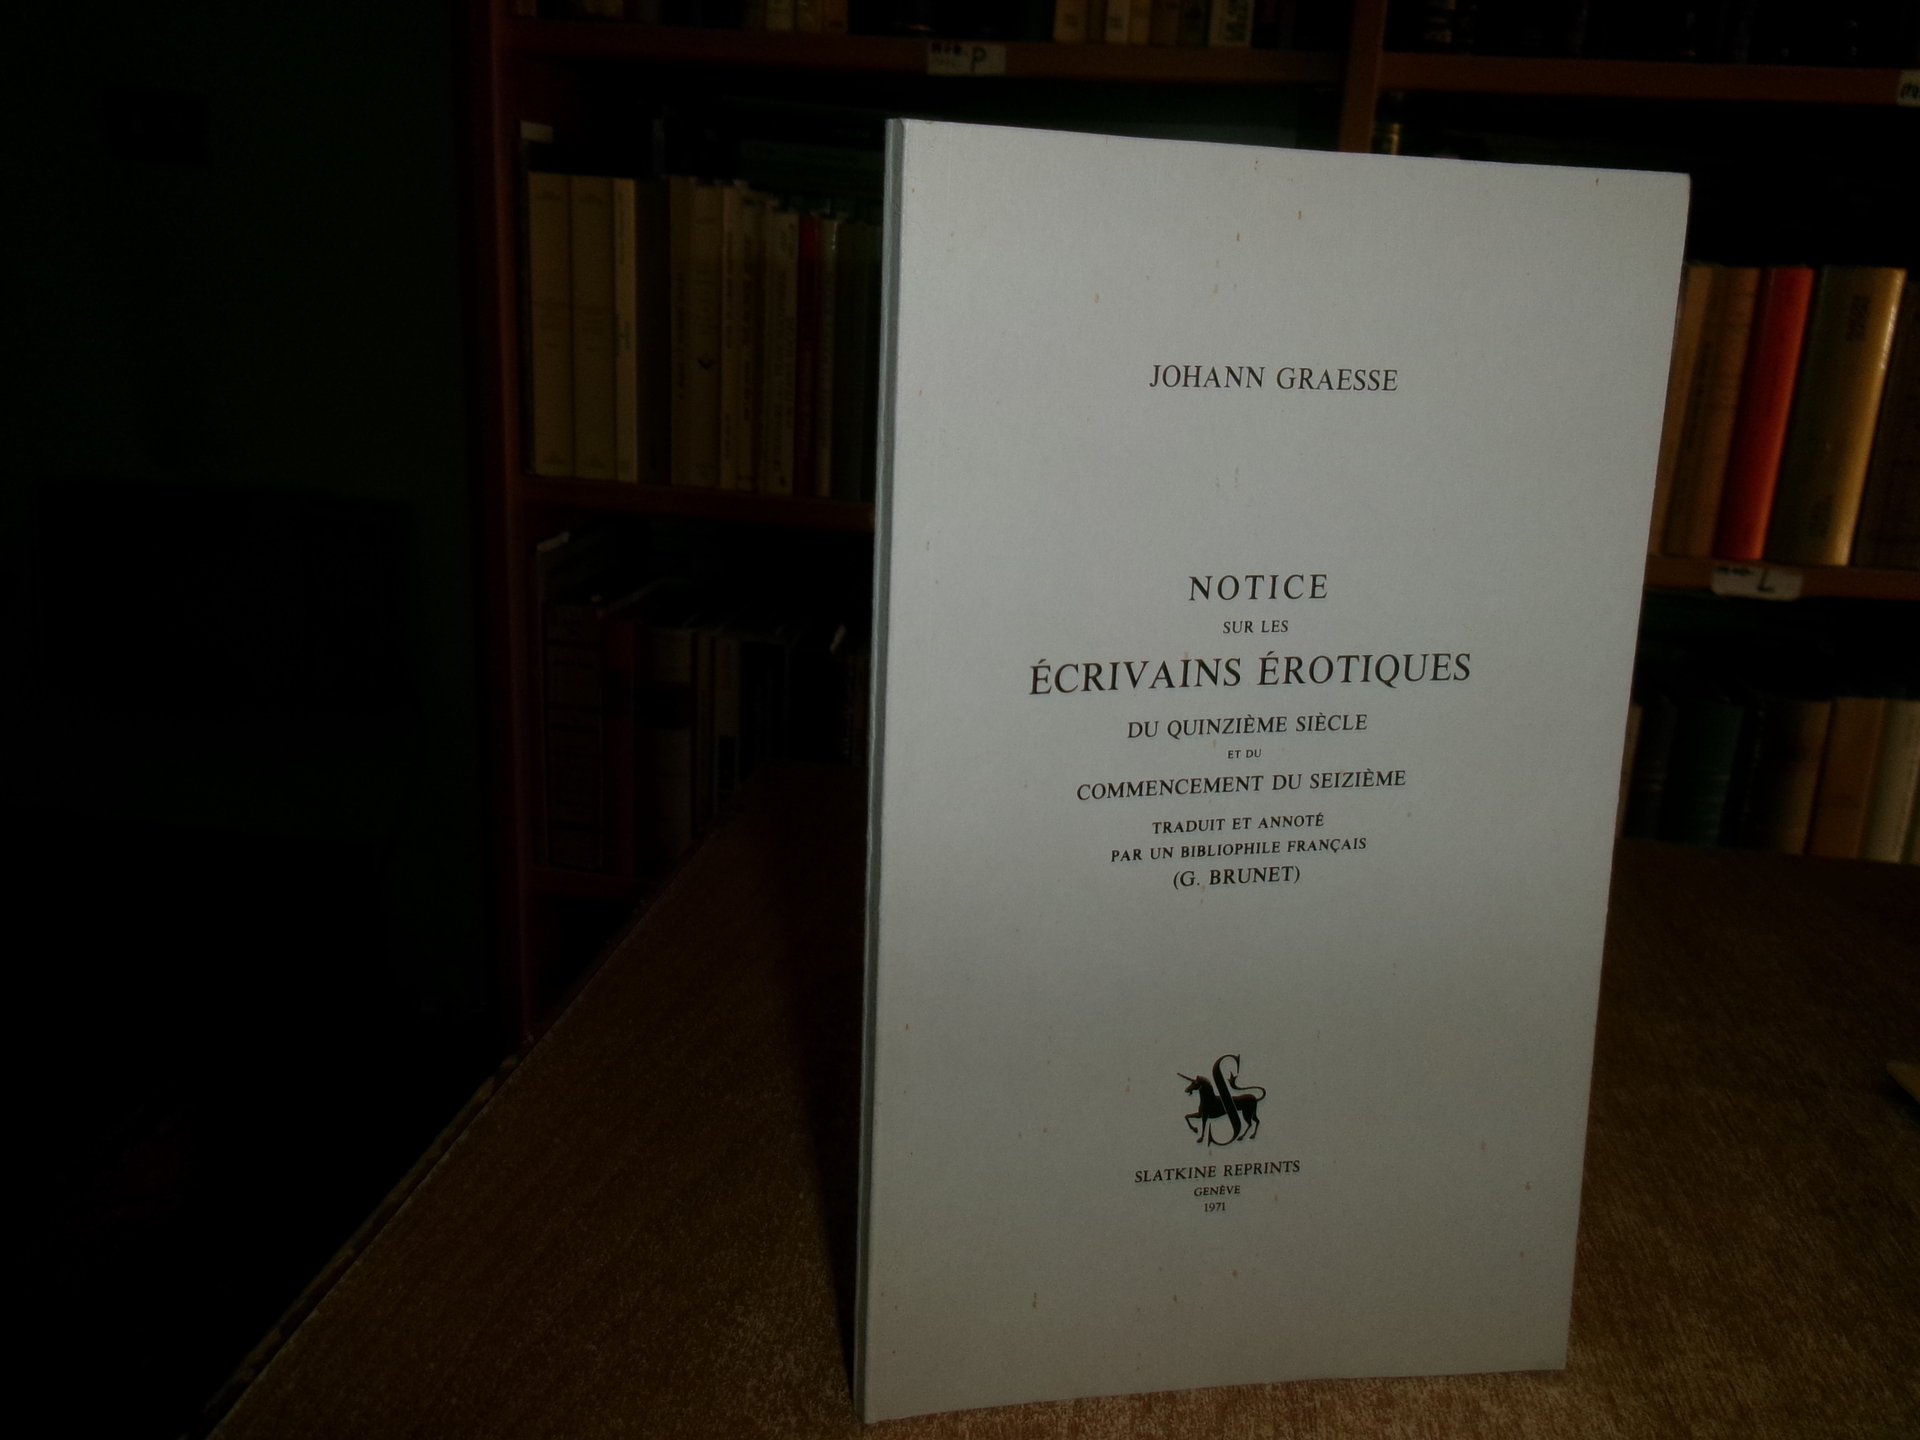 P
L
JOHANN GRAESSE
NOTICE
SUR LES
ÉCRIVAINS ÉROTIQUES
DU QUINZIÈME SIÈCLE
ET DU
COMMENCEMENT DU SEIZIÈME
TRADUIT ET ANNOTÉ
PAR UN BIBLIOPHILE FRANÇAIS
(G. BRUNET)
S
SLATKINE REPRINTS
GENÈVE
1971